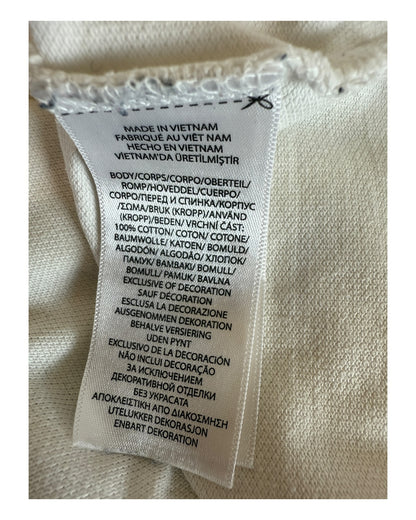 MADE IN VIETNAM
FABRIQUÉ AU VIÊT NAM
HECHO EN VIETNAM
VIETNAM'DA ÜRETİLMİŞTİR
BODY/CORPS/CORPO/OBERTEIL/
ROMP/HOVEDDEL/CUERPO/
CORPO/ПЕРЕД И СПИНКА/КОРПУС
/ΣΩΜΑ/BRUK (KROPP)/ANVÄND
(KROPP)/BEDEN/ VRCHNÍ ČÁST:
100% COTTON/ COTON/ COTONE/
BAUMWOLLE/ KATOEN/ BOMULD/
ALGODÓN/ ALGODÃO/ ХЛОПОК/
ПАМУК/ ΒΑΜΒΑΚΙ/ BOMULL/
BOMULL/ PAMUK/ BAVLNA
EXCLUSIVE OF DECORATION
SAUF DÉCORATION
ESCLUSA LA DECORAZIONE
AUSGENOMMEN DEKORATION
BEHALVE VERSIERING
UDEN PYNT
EXCLUSIVO DE LA DECORACIÓN
NÃO INCLUI DECORAÇÃO
ЗА ИСКЛЮЧЕНИЕМ
ДЕКОРАТИВНОЙ ОТДЕЛКИ
БЕЗ УКРАСАТА
ΑΠΟΚΛΕΙΣΤΙΚΗ ΑΠΟ ΔΙΑΚΟΣΜΗΣΗ
UTELUKKER DEKORASJON
ENBART DEKORATION